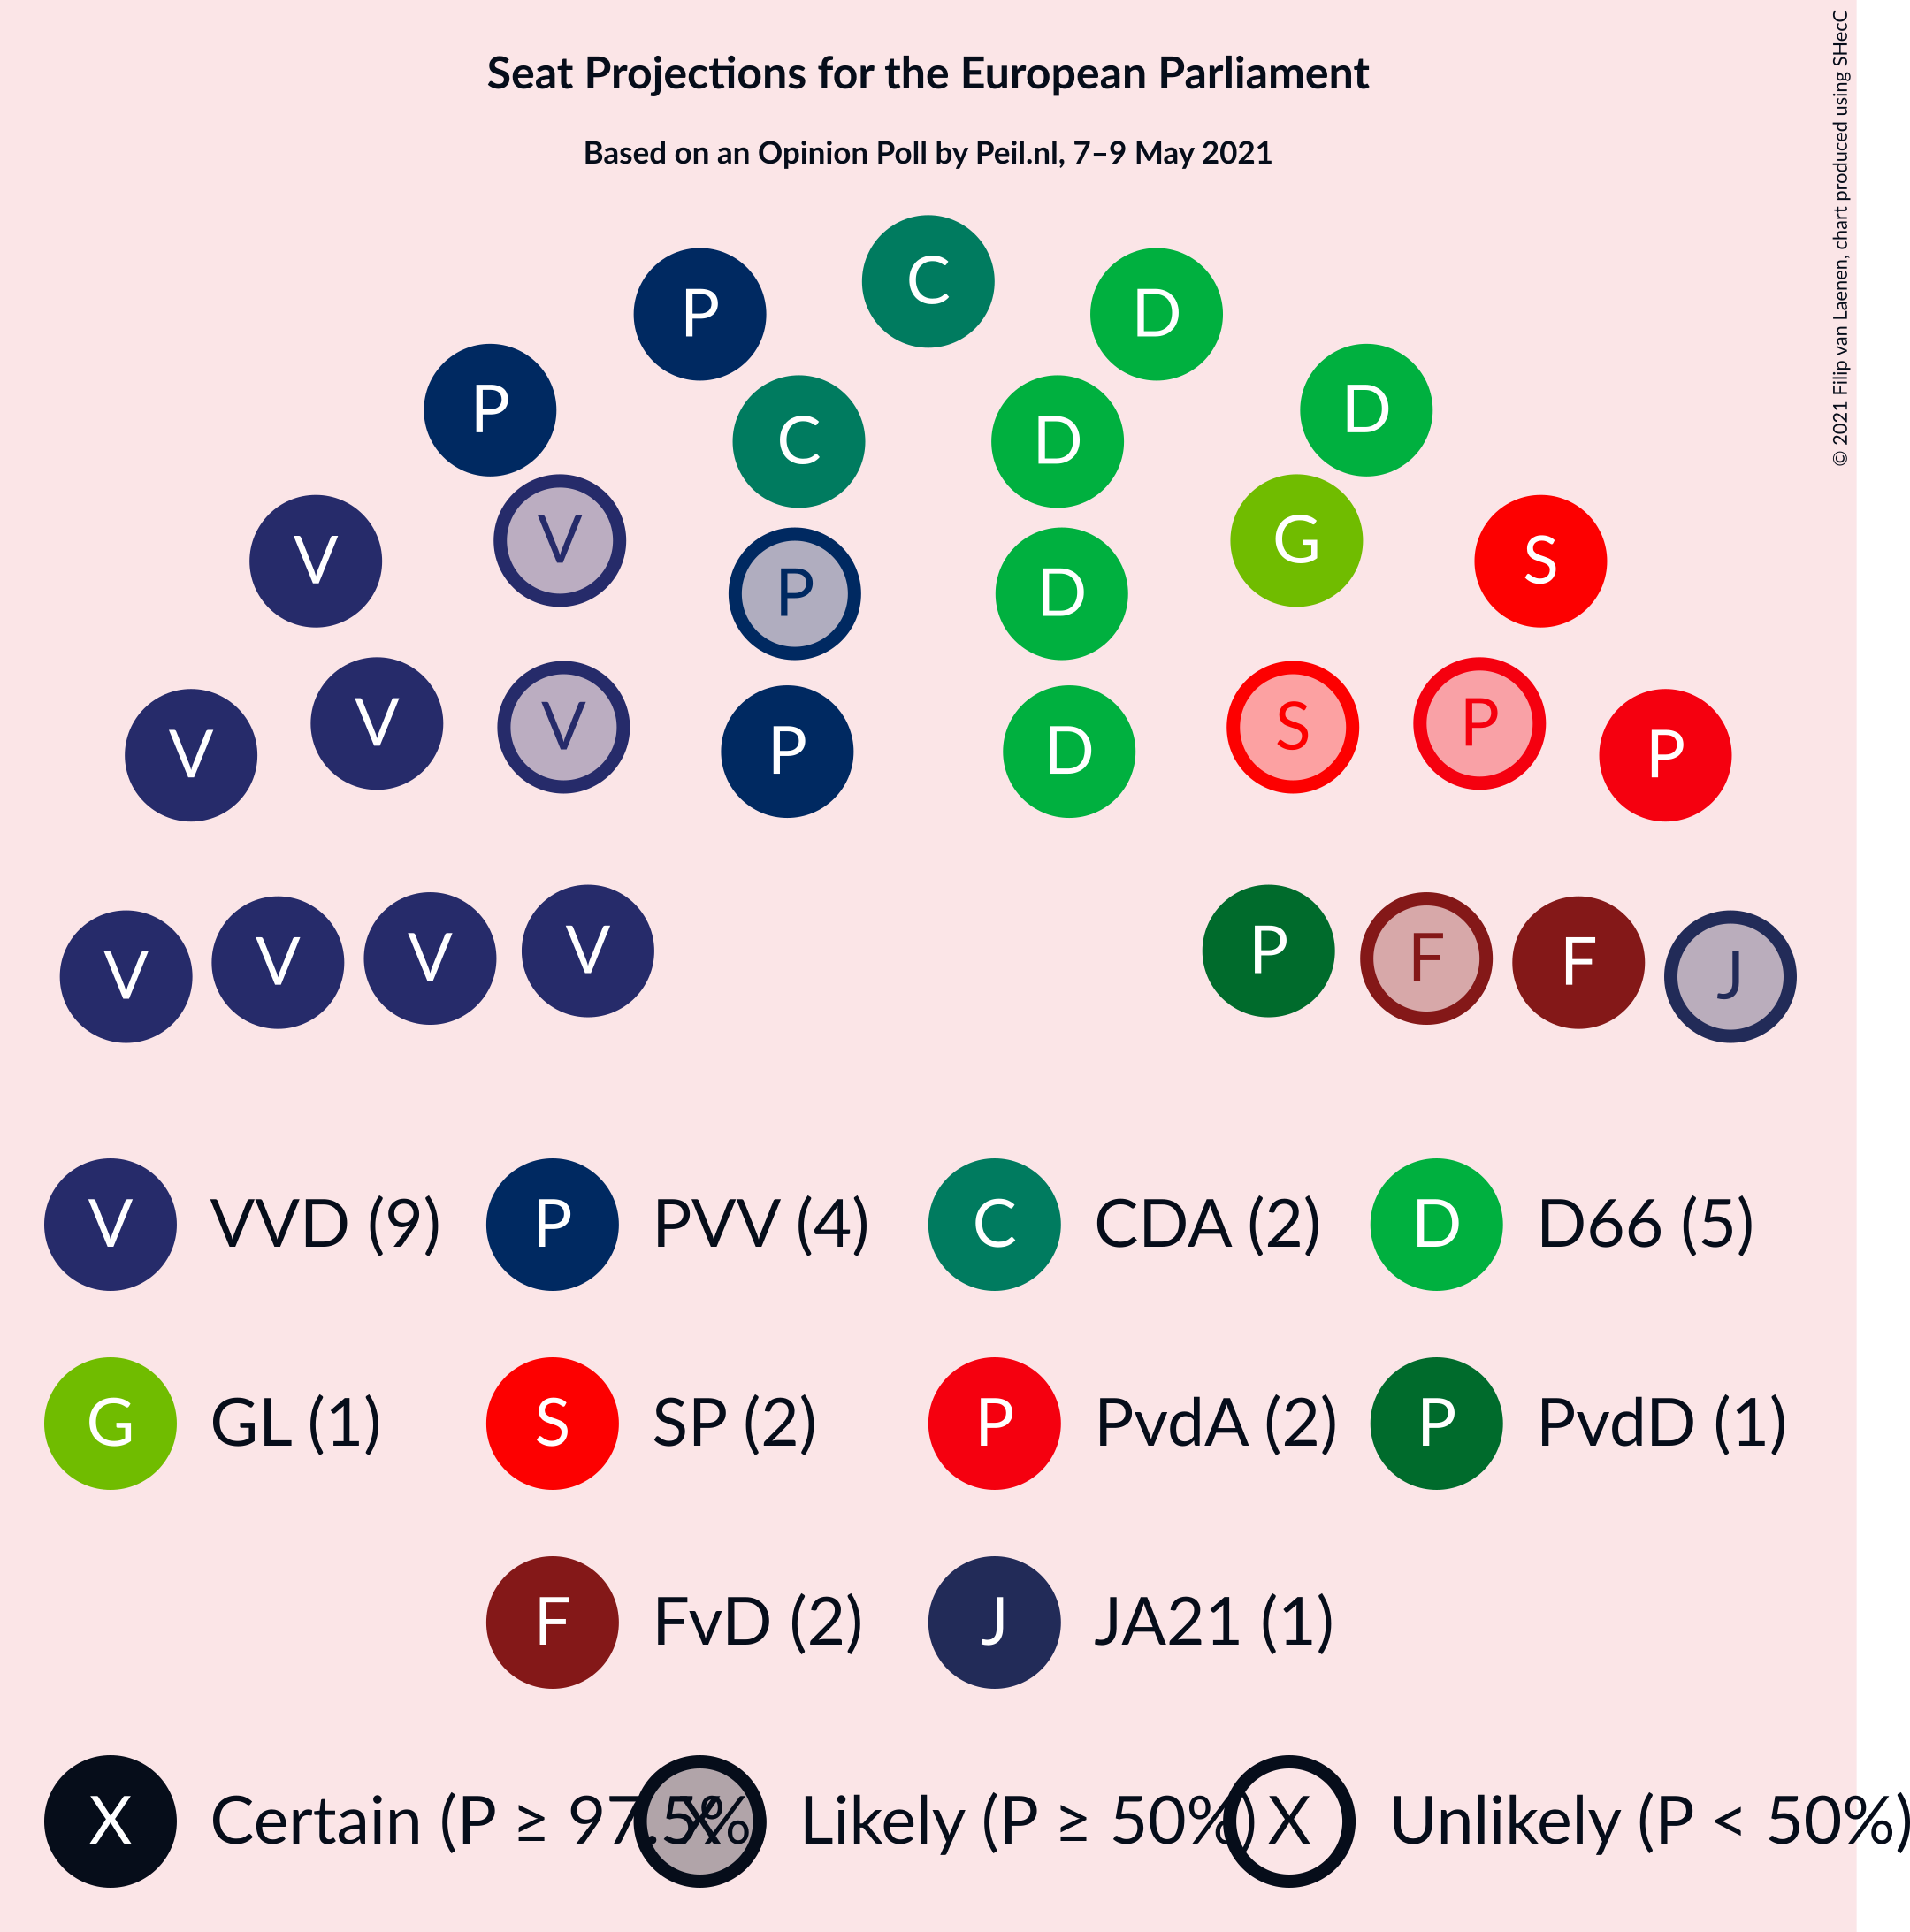 Seat Projections for the European Parliament
Based on an Opinion Poll by Peil.nl, 7–9 May 2021
© 2021 Filip van Laenen, chart produced using SHecC
C
P D
P D
C D
V V G S
P D
V V V P D S P P
V V V V P F F J
V VVD (9) P PVV (4) C CDA (2) D D66 (5)
G GL (1) S SP (2) P PvdA (2) P PvdD (1)
F FvD (2) J JA21 (1)
X Certain (P ≥ 97.5% X Likely (P ≥ 50%) X Unlikely (P < 50%)